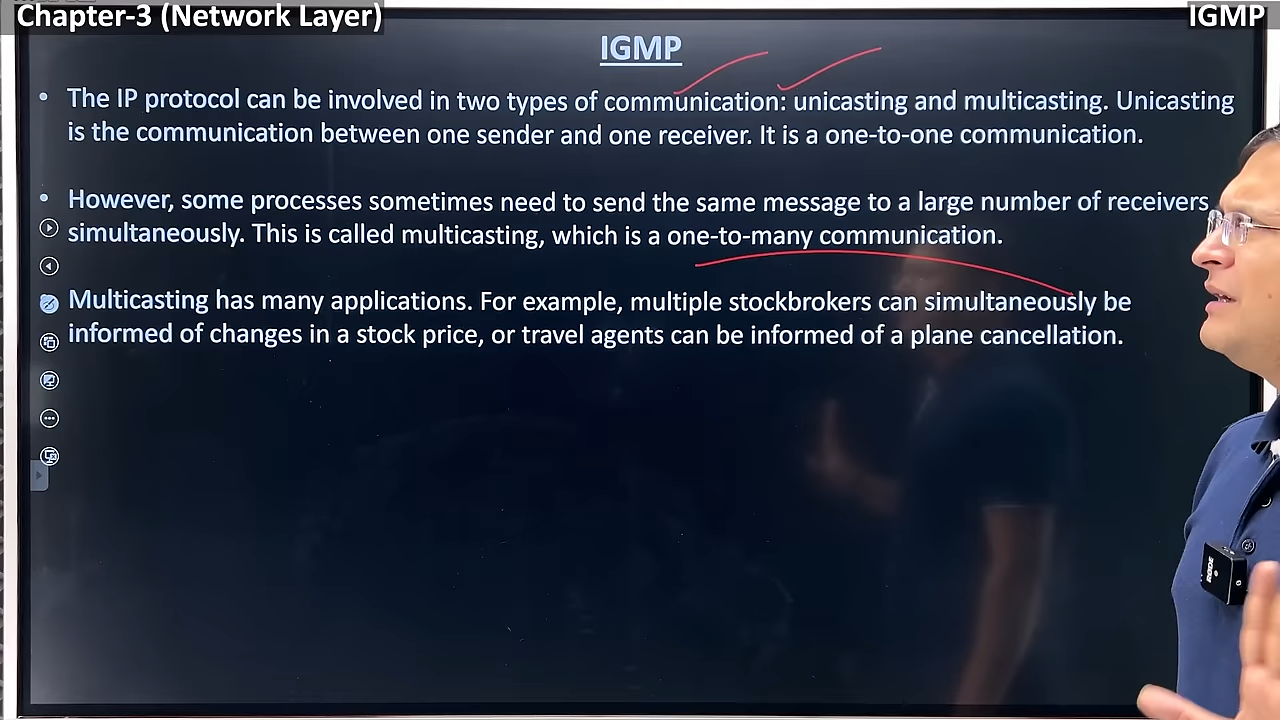 Chapter-3 (Network Layer)
IGMP
IGMP
• The IP protocol can be involved in two types of communication: unicasting and multicasting. Unicasting
is the communication between one sender and one receiver. It is a one-to-one communication.
• However, some processes sometimes need to send the same message to a large number of receivers
simultaneously. This is called multicasting, which is a one-to-many communication.
Multicasting has many applications. For example, multiple stockbrokers can simultaneously be
informed of changes in a stock price, or travel agents can be informed of a plane cancellation.
RODE